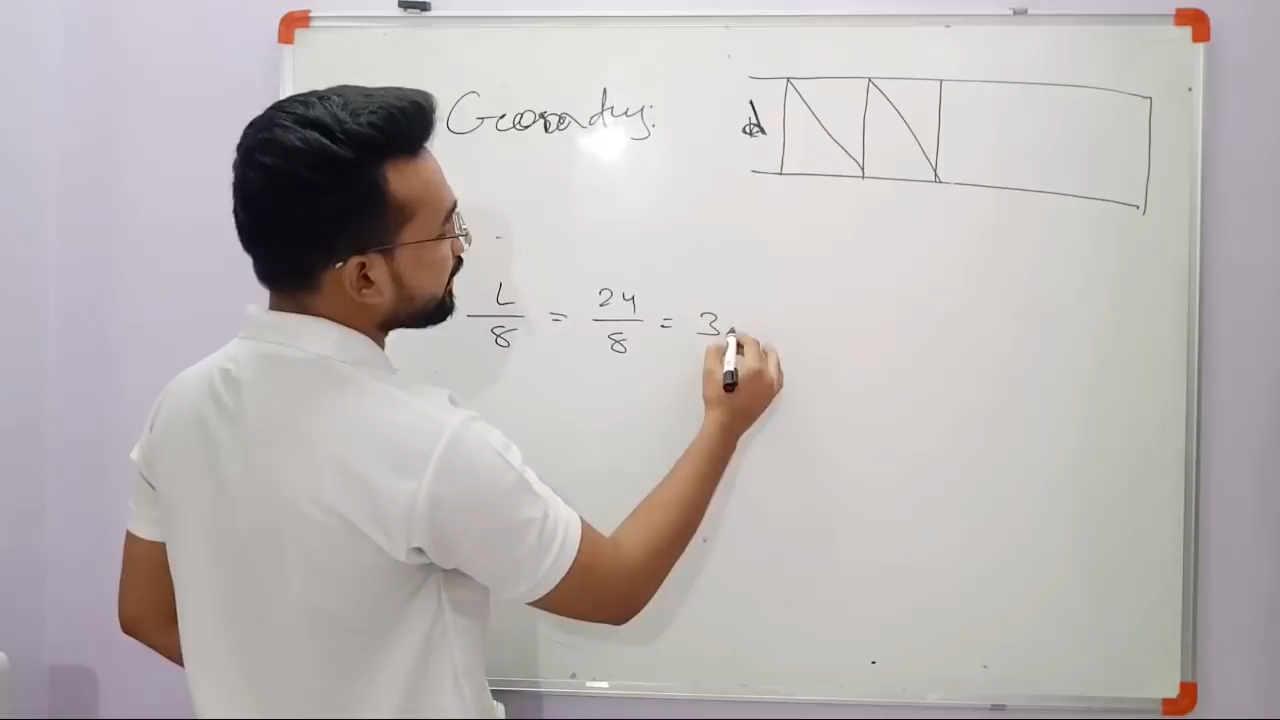 Geometry:
d
L/8 = 24/8 = 3